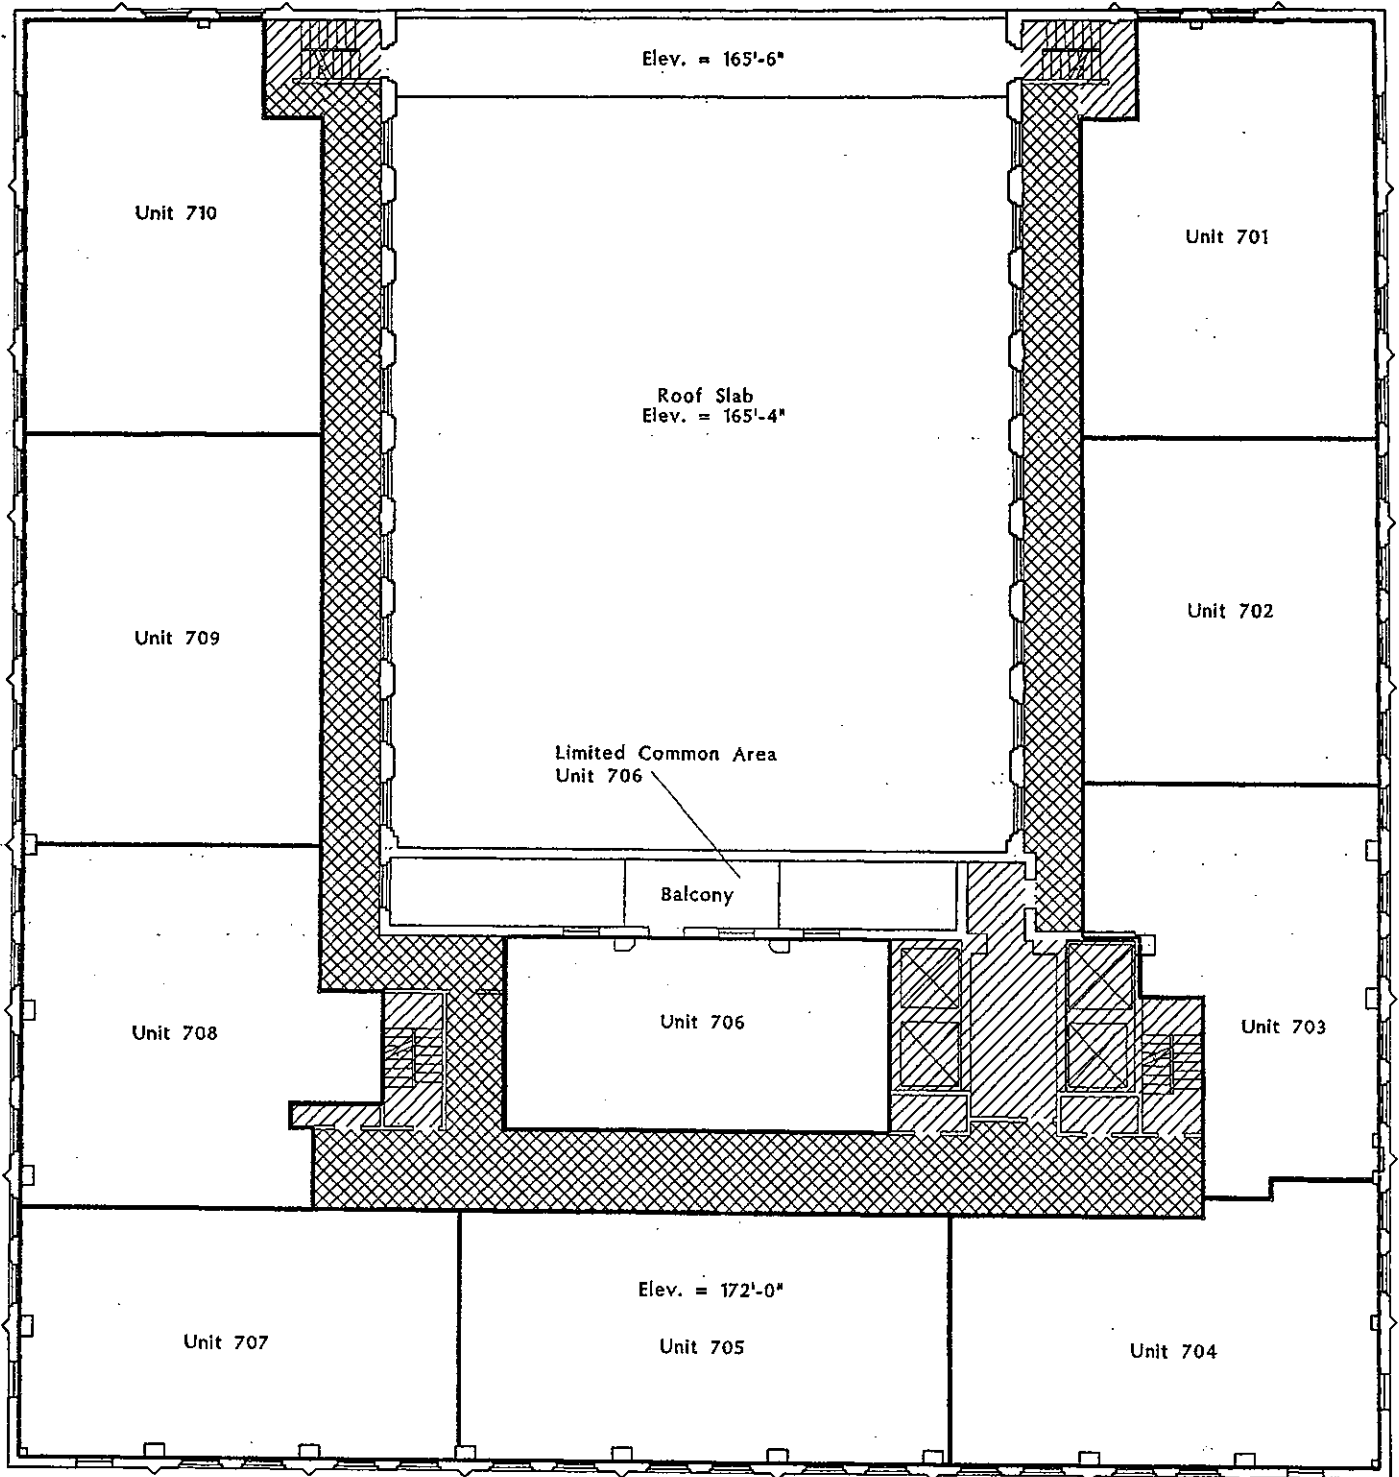 Elev. = 165'-6"
Unit 710
Unit 701
Roof Slab
Elev. = 165'-4"
Unit 709
Unit 702
Limited Common Area
Unit 706
Balcony
Unit 708
Unit 706
Unit 703
Elev. = 172'-0"
Unit 707
Unit 705
Unit 704